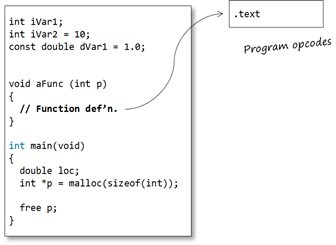 int iVar1;
int iVar2 = 10;
const double dVar1 = 1.0;
void aFunc (int p)
{
// Function def’n.
}
int main(void)
{
double loc;
int *p = malloc(sizeof(int));
free p;
}
.text
Program opcodes